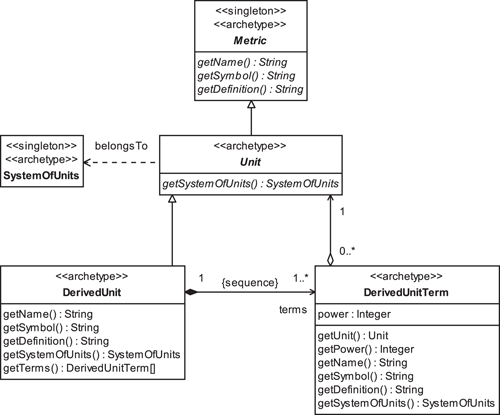 <<singleton>>
<<archetype>>
Metric
getName() : String
getSymbol() : String
getDefinition() : String
<<singleton>>
<<archetype>>
SystemOfUnits
belongsTo
<<archetype>>
Unit
getSystemOfUnits() : SystemOfUnits
1
0..*
<<archetype>>
DerivedUnit
getName() : String
getSymbol() : String
getDefinition() : String
getSystemOfUnits() : SystemOfUnits
getTerms() : DerivedUnitTerm[]
1
{sequence}
1..*
terms
<<archetype>>
DerivedUnitTerm
power : Integer
getUnit() : Unit
getPower() : Integer
getName() : String
getSymbol() : String
getDefinition() : String
getSystemOfUnits() : SystemOfUnits